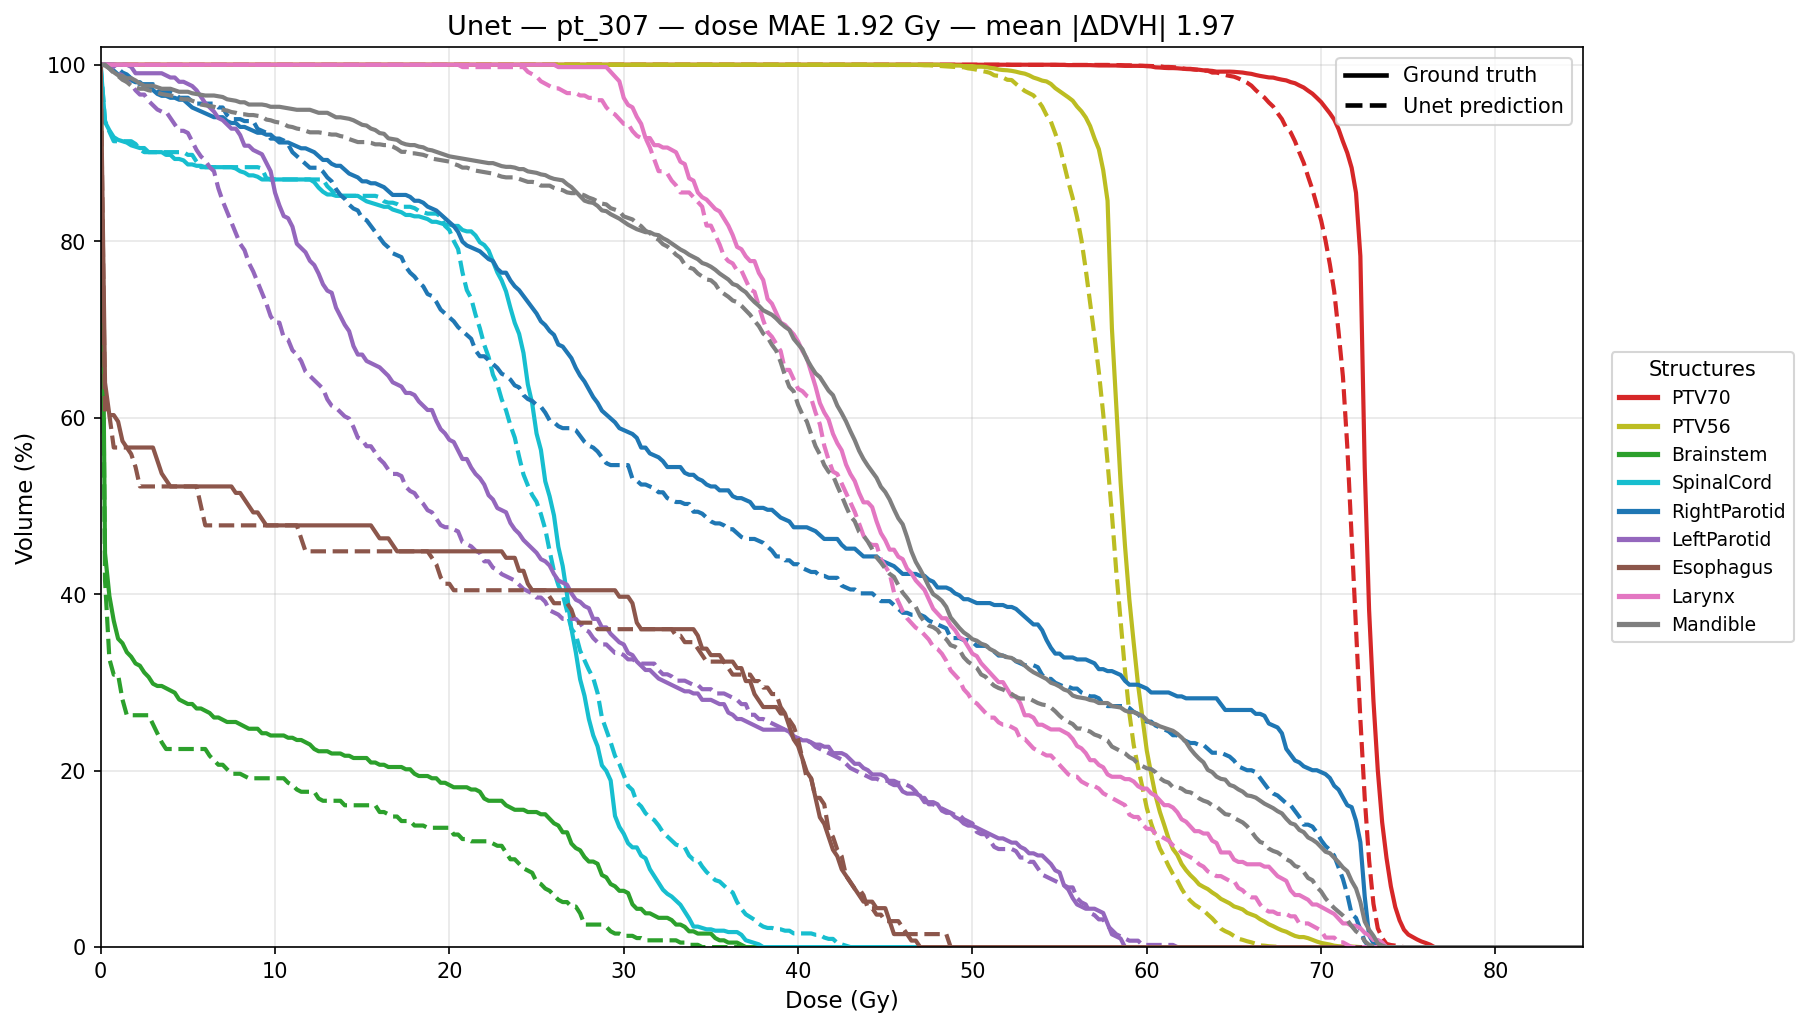 Unet — pt_307 — dose MAE 1.92 Gy — mean |ΔDVH| 1.97
Ground truth
Unet prediction
Volume (%)
100
80
60
40
20
0
0 10 20 30 40 50 60 70 80
Dose (Gy)
Structures
PTV70
PTV56
Brainstem
SpinalCord
RightParotid
LeftParotid
Esophagus
Larynx
Mandible